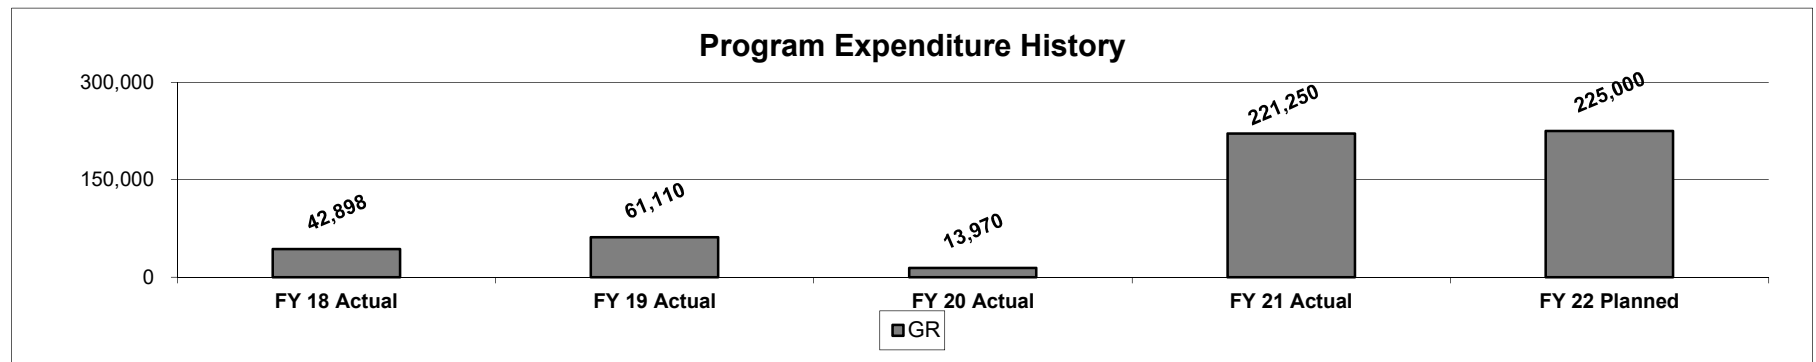 Program Expenditure History
300,000
150,000
0
42,898
61,110
13,970
221,250
225,000
FY 18 Actual
FY 19 Actual
FY 20 Actual
FY 21 Actual
FY 22 Planned
GR